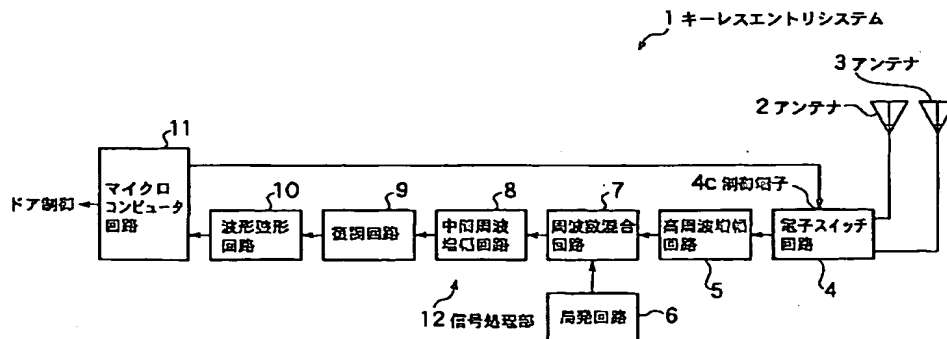 1 キーレスエントリシステム
3 アンテナ
2 アンテナ
11
マイクロ
コンピュータ
回路
ドア制御
10
波形整形
回路
9
検波回路
8
中間周波
増幅回路
7
周波数混合
回路
高周波増幅
回路
5
4C 制御端子
電子スイッチ
回路
4
12 信号処理部
局発回路
6